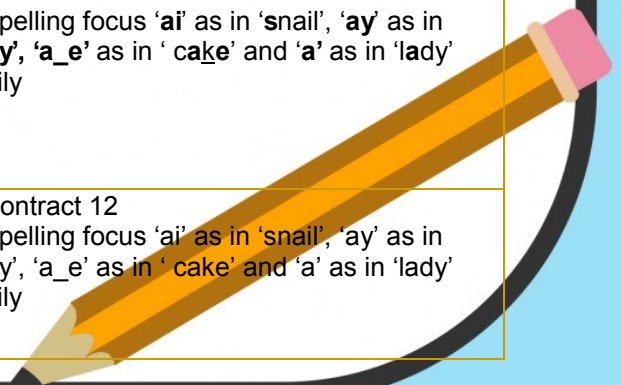 pelling focus ‘ai’ as in ‘snail’, ‘ay’ as in
y’, ‘a_e’ as in ‘ cake’ and ‘a’ as in ‘lady’
ily
ontract 12
pelling focus ‘ai’ as in ‘snail’, ‘ay’ as in
y’, ‘a_e’ as in ‘ cake’ and ‘a’ as in ‘lady’
ily